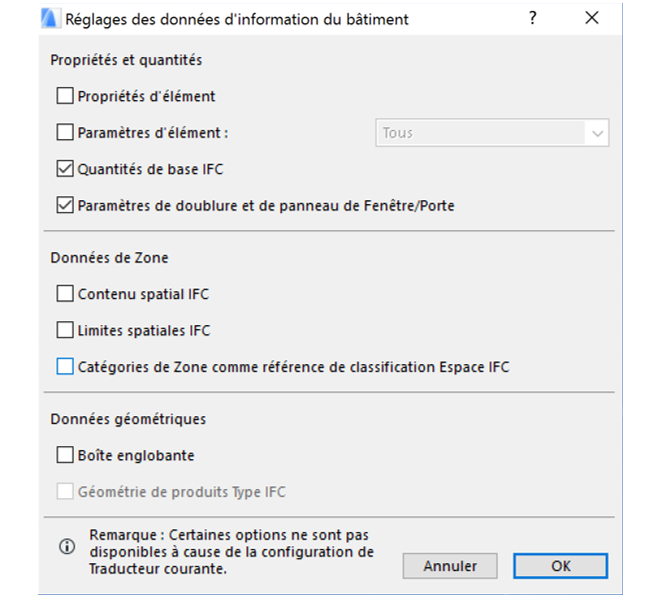 Réglages des données d'information du bâtiment
?
Propriétés et quantités
Propriétés d'élément
Paramètres d'élément :
Tous
Quantités de base IFC
Paramètres de doublure et de panneau de Fenêtre/Porte
Données de Zone
Contenu spatial IFC
Limites spatiales IFC
Catégories de Zone comme référence de classification Espace IFC
Données géométriques
Boîte englobante
Géométrie de produits Type IFC
Remarque : Certaines options ne sont pas
disponibles à cause de la configuration de
Traducteur courante.
Annuler
OK